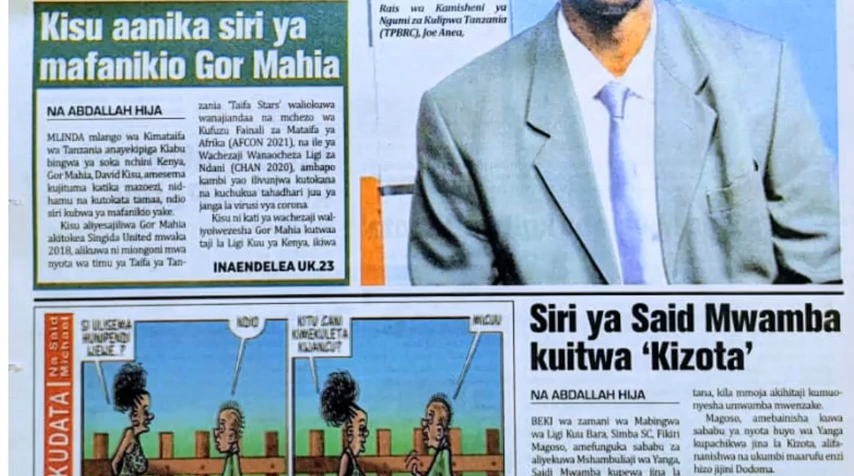 Kisu aanika siri ya
mafanikio Gor Mahia
NA ABDALLAH HIJA
MLINDA mlango wa Kimataifa
wa Tanzania anayekipiga Klabu
bingwa ya soka nchini Kenya,
Gor Mahia, David Kisu, amesema
kujituma katika mazoezi, nid-
hamu na kutokata tamaa, ndio
siri kubwa ya mafanikio yake.
Kisu aliyesajiliwa Gor Mahia
akitokea Singida United mwaka
2018, alikuwa ni miongoni mwa
nyota wa timu ya Taifa ya Tan-
zania 'Taifa Stars' waliokuwa
wanajiandaa na mchezo wa
Kufuzu Fainali za Mataifa ya
Afrika (AFCON 2021), na ile ya
Wachezaji Wanaocheza Ligi za
Ndani (CHAN 2020), ambapo
kambi yao ilivunjwa kutokana
na kuchukua tahadhari juu ya
janga la virusi vya corona.
Kisu ni kati ya wachezaji wal-
iyoiwezesha Gor Mahia kutwaa
taji la Ligi Kuu ya Kenya, ikiwa
INAENDELEA UK.23
Rais wa Kamisheni ya
Ngumi za Kulipwa Tanzania
(TPBRC), Joe Anea,
KUDATA
Na Said
Michael
SI ULISEMA
HUNIPENDI
WEWE ?
NDIO
KITU GANI
KIMEKULETA
KWANGU?
MIGUU
Siri ya Said Mwamba
kuitwa 'Kizota'
NA ABDALLAH HIJA
BEKI wa zamani wa Mabingwa
wa Ligi Kuu Bara, Simba SC, Fikiri
Magoso, amefunguka sababu za
aliyekuwa Mshambuliaji wa Yanga,
Saidi Mwamba kupewa jina la
tana, kila mmoja akihitaji kumuo-
nyesha umwamba mwenzake.
Magoso, amebainisha kuwa
sababu ya nyota huyo wa Yanga
kupachikwa jina la Kizota, alifa-
nanishwa na ukumbi maarufu enzi
hizo jijini Dodoma.